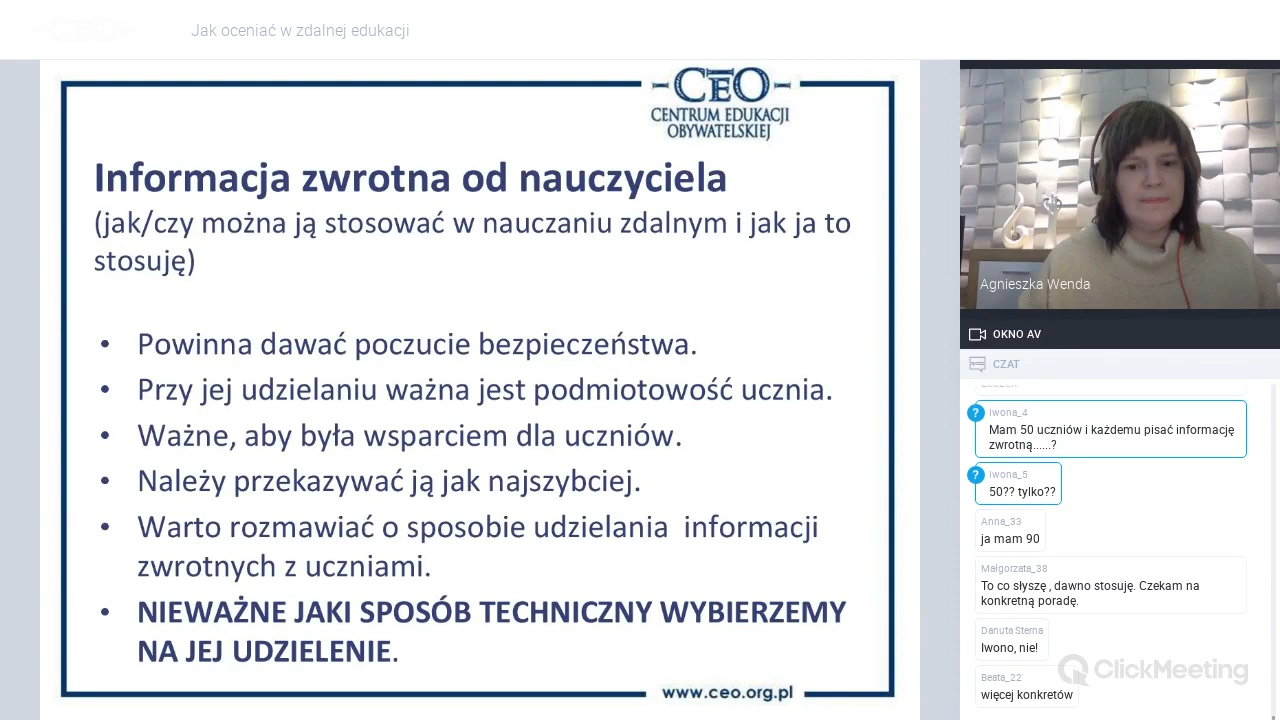 Jak oceniać w zdalnej edukacji
CEO
CENTRUM EDUKACJI
OBYWATELSKIEJ
Informacja zwrotna od nauczyciela
(jak/czy można ją stosować w nauczaniu zdalnym i jak ja to
stosuję)
• Powinna dawać poczucie bezpieczeństwa.
• Przy jej udzielaniu ważna jest podmiotowość ucznia.
• Ważne, aby była wsparciem dla uczniów.
• Należy przekazywać ją jak najszybciej.
• Warto rozmawiać o sposobie udzielania informacji
zwrotnych z uczniami.
• NIEWAŻNE JAKI SPOSÓB TECHNICZNY WYBIERZEMY
NA JEJ UDZIELENIE.
www.ceo.org.pl
Agnieszka Wenda
OKNO AV
CZAT
? Iwona_4
Mam 50 uczniów i każdemu pisać informację
zwrotną......?
? Iwona_5
50?? tylko??
Anna_33
ja mam 90
Małgorzata_38
To co słyszę , dawno stosuję. Czekam na
konkretną poradę.
Danuta Sterna
Iwono, nie!
Beata_22
więcej konkretów
ClickMeeting